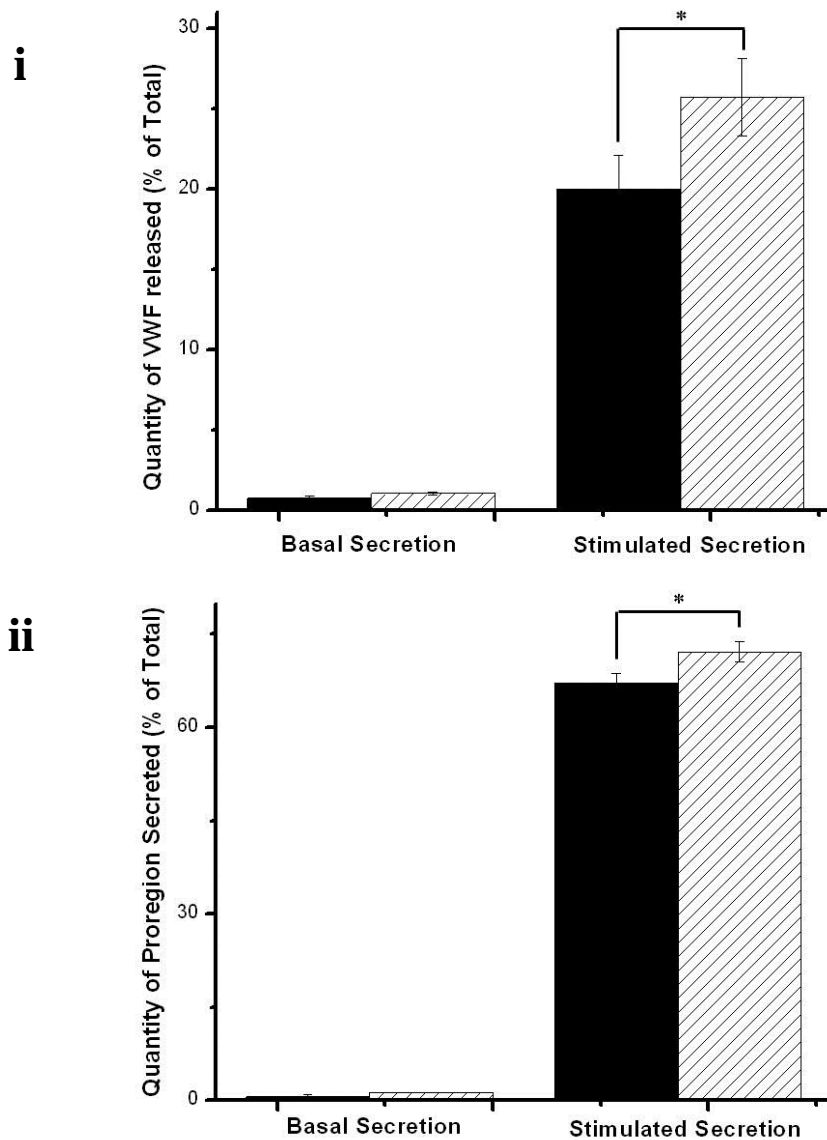 i
Quantity of VWF released (% of Total)
30
20
10
0
*
Basal Secretion
Stimulated Secretion
ii
Quantity of Proregion Secreted (% of Total)
60
30
0
*
Basal Secretion
Stimulated Secretion